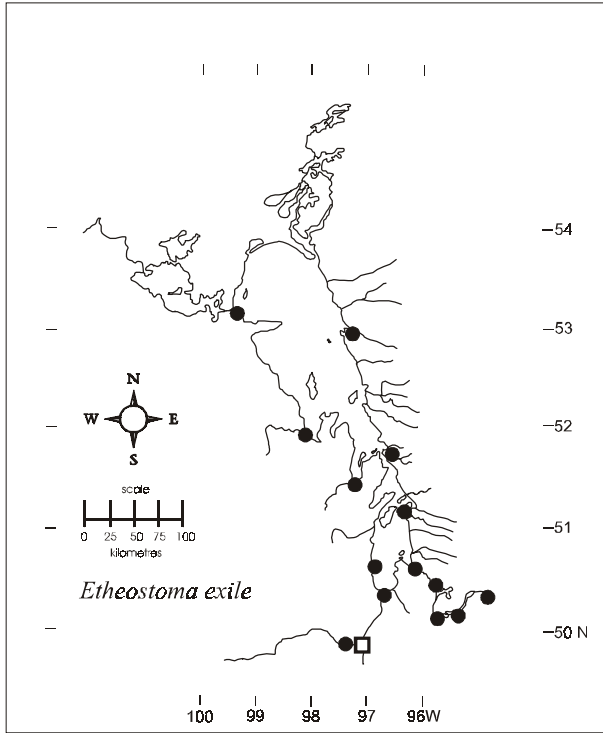 54
53
N
W E
S
52
scale
0 25 50 75 100
kilometres
51
Etheostoma exile
50 N
100 99 98 97 96W